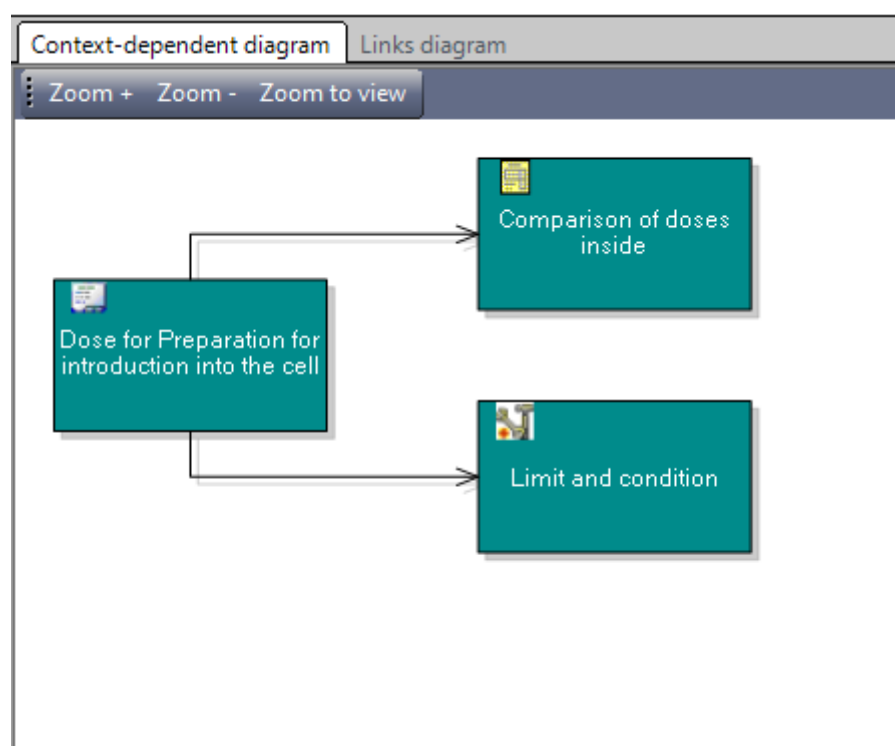 Context-dependent diagram
Links diagram
Zoom + Zoom - Zoom to view
Comparison of doses
inside
Dose for Preparation for
introduction into the cell
Limit and condition